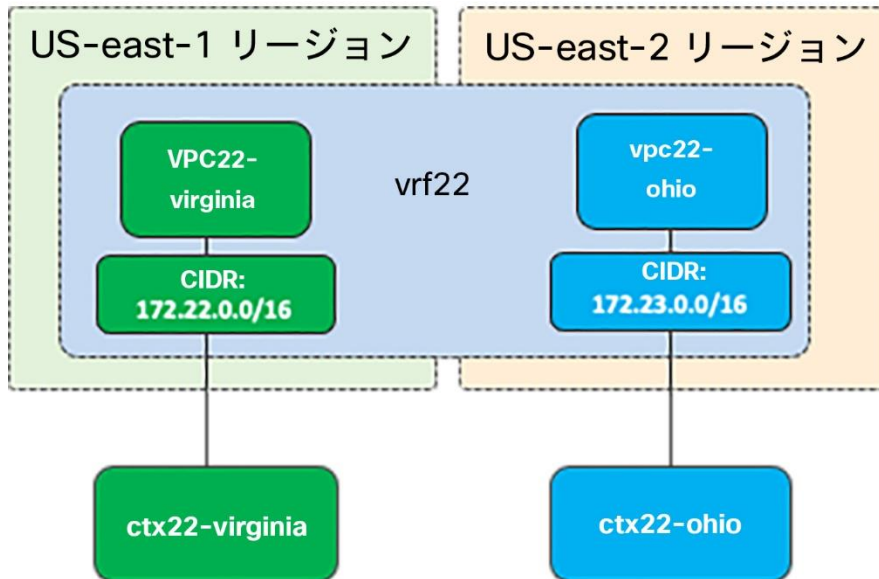 US-east-1 リージョン
US-east-2 リージョン
VPC22-
virginia
vrf22
vpc22-
ohio
CIDR:
172.22.0.0/16
CIDR:
172.23.0.0/16
ctx22-virginia
ctx22-ohio